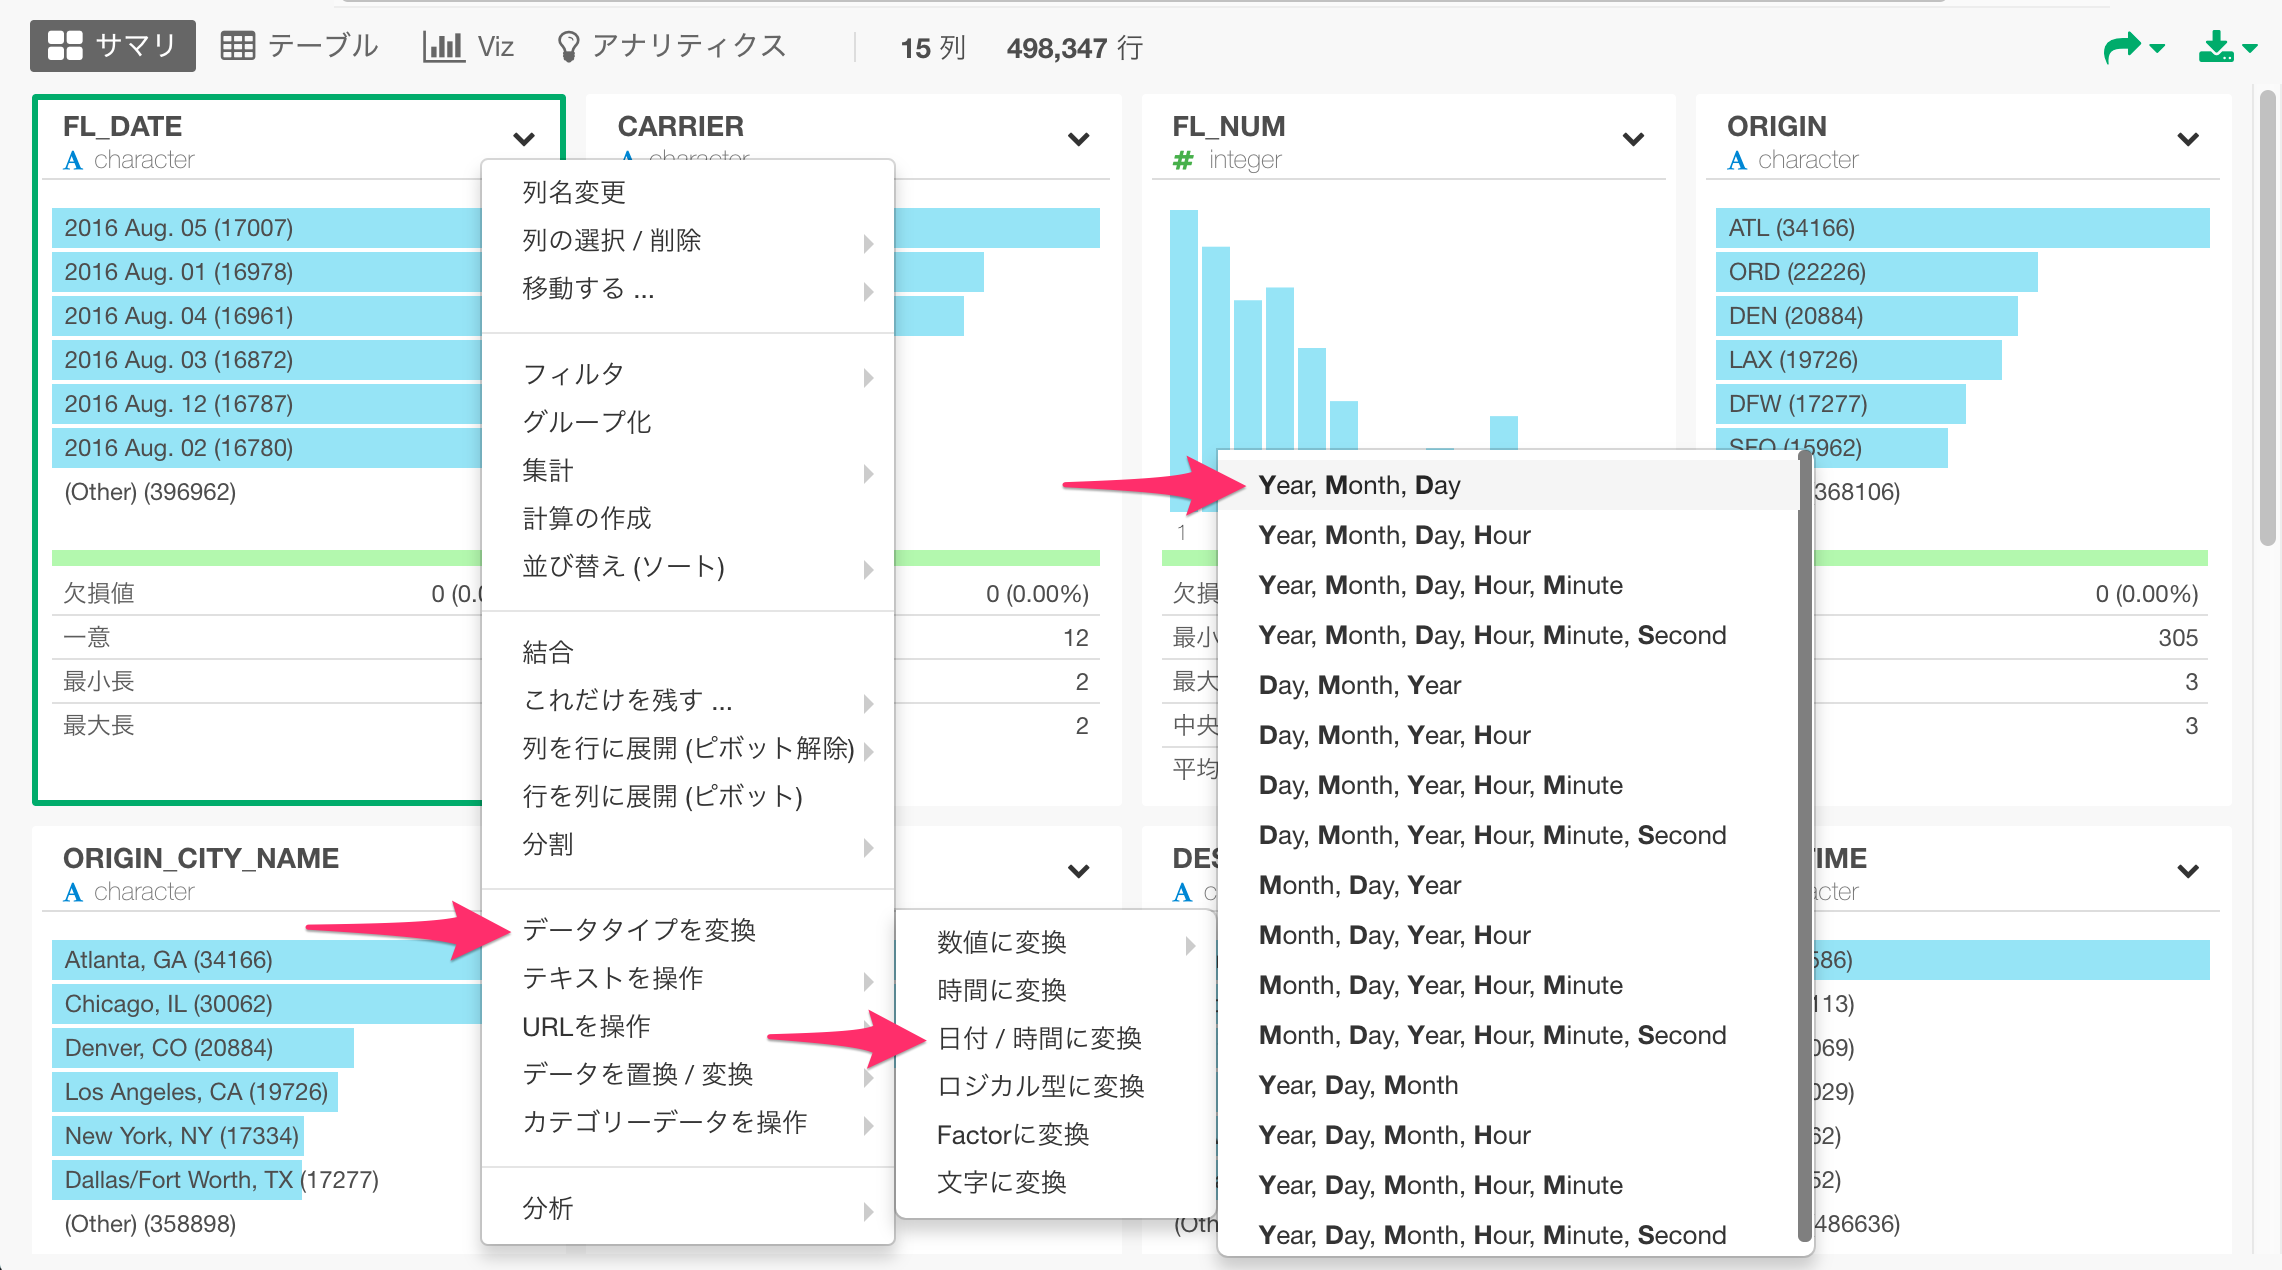 サマリ テーブル Viz アナリティクス 15 列 498,347 行
FL_DATE
A character
2016 Aug. 05 (17007)
2016 Aug. 01 (16978)
2016 Aug. 04 (16961)
2016 Aug. 03 (16872)
2016 Aug. 12 (16787)
2016 Aug. 02 (16780)
(Other) (396962)
欠損値 0 (0.0
一意
最小長
最大長
CARRIER
A character
0 (0.00%)
12
2
2
FL_NUM
# integer
1
欠損
最小
最大
中央
平均
ORIGIN
A character
ATL (34166)
ORD (22226)
DEN (20884)
LAX (19726)
DFW (17277)
SFO (15962)
368106)
0 (0.00%)
305
3
3
ORIGIN_CITY_NAME
A character
Atlanta, GA (34166)
Chicago, IL (30062)
Denver, CO (20884)
Los Angeles, CA (19726)
New York, NY (17334)
Dallas/Fort Worth, TX (17277)
(Other) (358898)
列名変更
列の選択 / 削除
移動する ...
フィルタ
グループ化
集計
計算の作成
並び替え (ソート)
結合
これだけを残す ...
列を行に展開 (ピボット解除)
行を列に展開 (ピボット)
分割
データタイプを変換
テキストを操作
URLを操作
データを置換 / 変換
カテゴリーデータを操作
分析
数値に変換
時間に変換
日付 / 時間に変換
ロジカル型に変換
Factorに変換
文字に変換
DES
A c
(Oth
Year, Month, Day
Year, Month, Day, Hour
Year, Month, Day, Hour, Minute
Year, Month, Day, Hour, Minute, Second
Day, Month, Year
Day, Month, Year, Hour
Day, Month, Year, Hour, Minute
Day, Month, Year, Hour, Minute, Second
Month, Day, Year
Month, Day, Year, Hour
Month, Day, Year, Hour, Minute
Month, Day, Year, Hour, Minute, Second
Year, Day, Month
Year, Day, Month, Hour
Year, Day, Month, Hour, Minute
Year, Day, Month, Hour, Minute, Second
TIME
acter
586)
113)
069)
029)
62)
52)
486636)